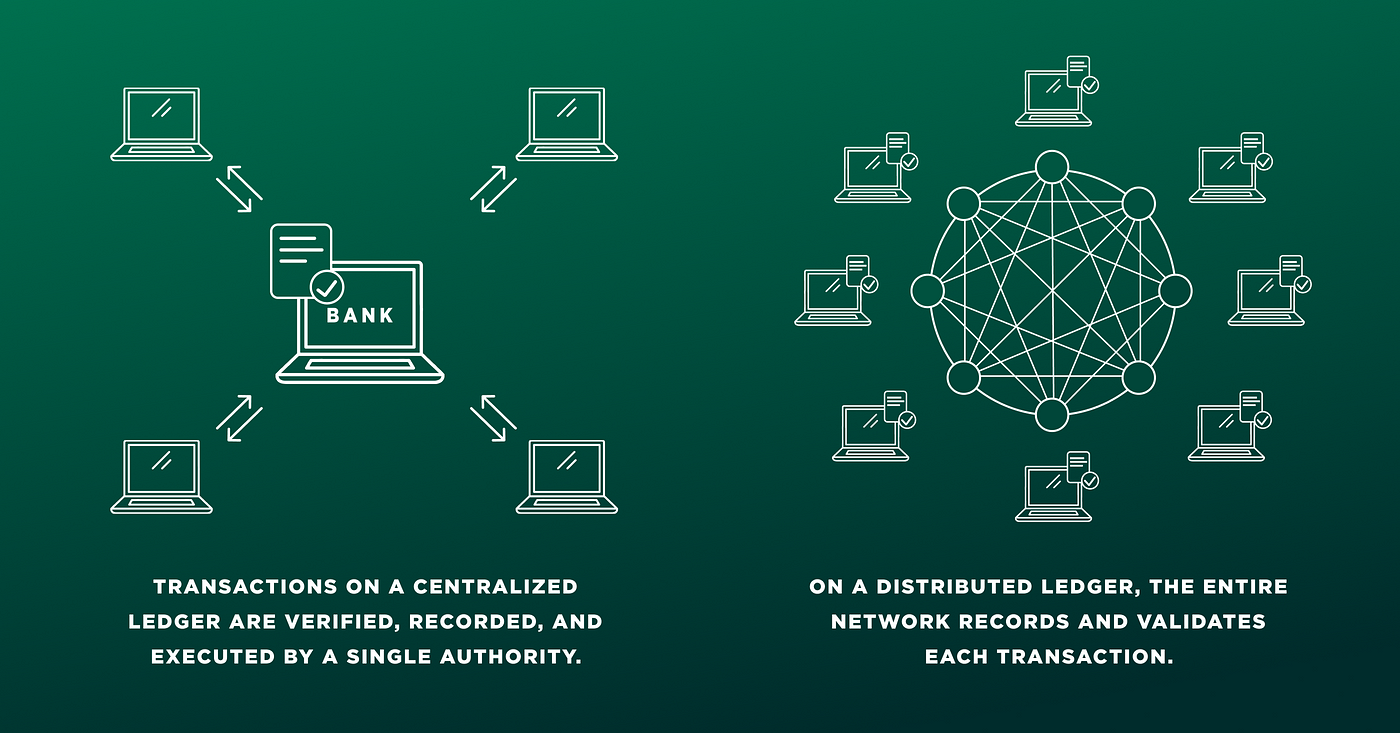 BANK
TRANSACTIONS ON A CENTRALIZED
LEDGER ARE VERIFIED, RECORDED, AND
EXECUTED BY A SINGLE AUTHORITY.
ON A DISTRIBUTED LEDGER, THE ENTIRE
NETWORK RECORDS AND VALIDATES
EACH TRANSACTION.